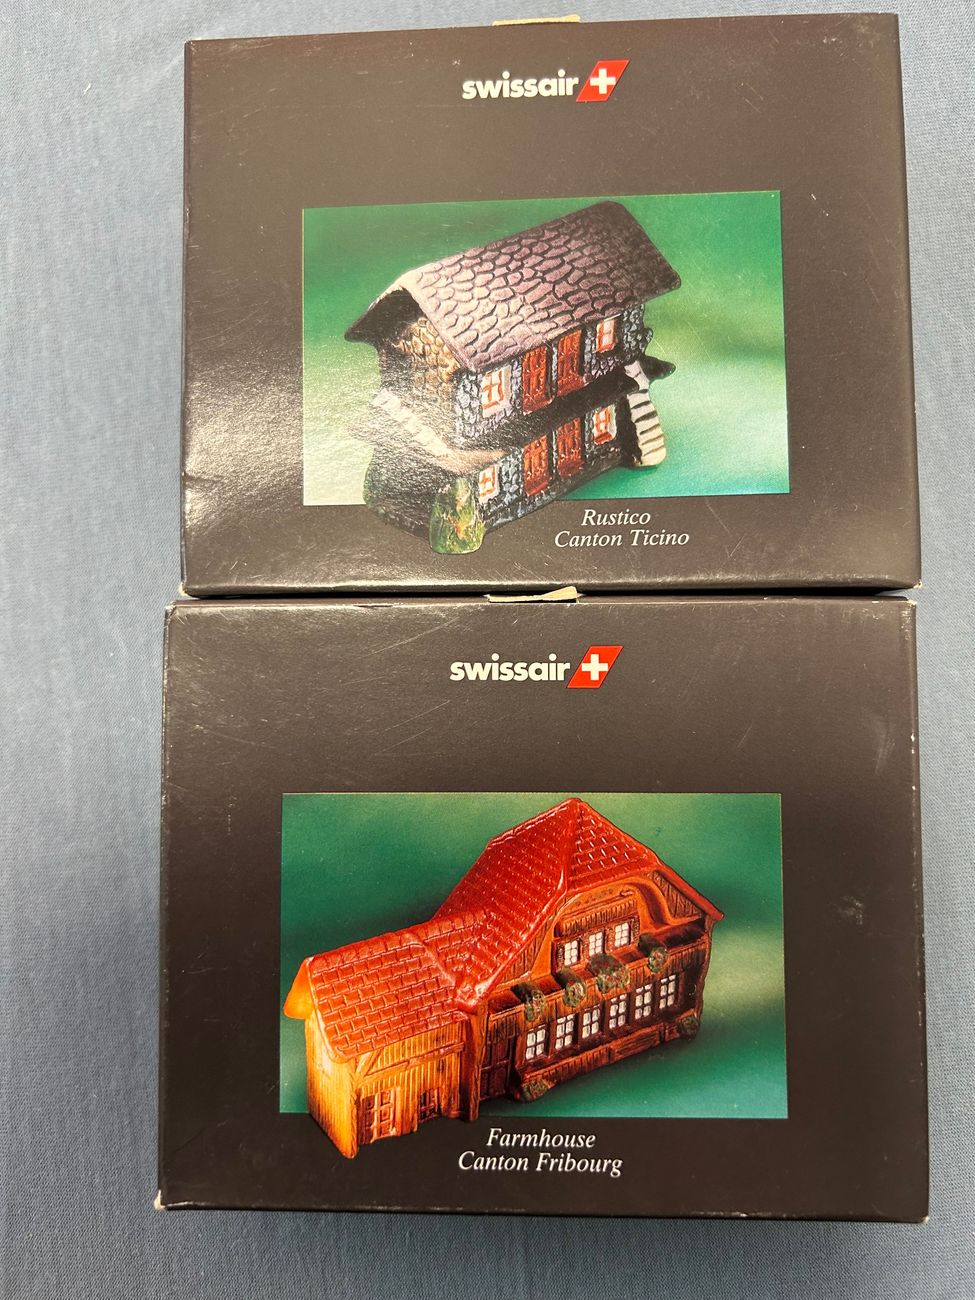 swissair
Rustico
Canton Ticino
swissair
Farmhouse
Canton Fribourg